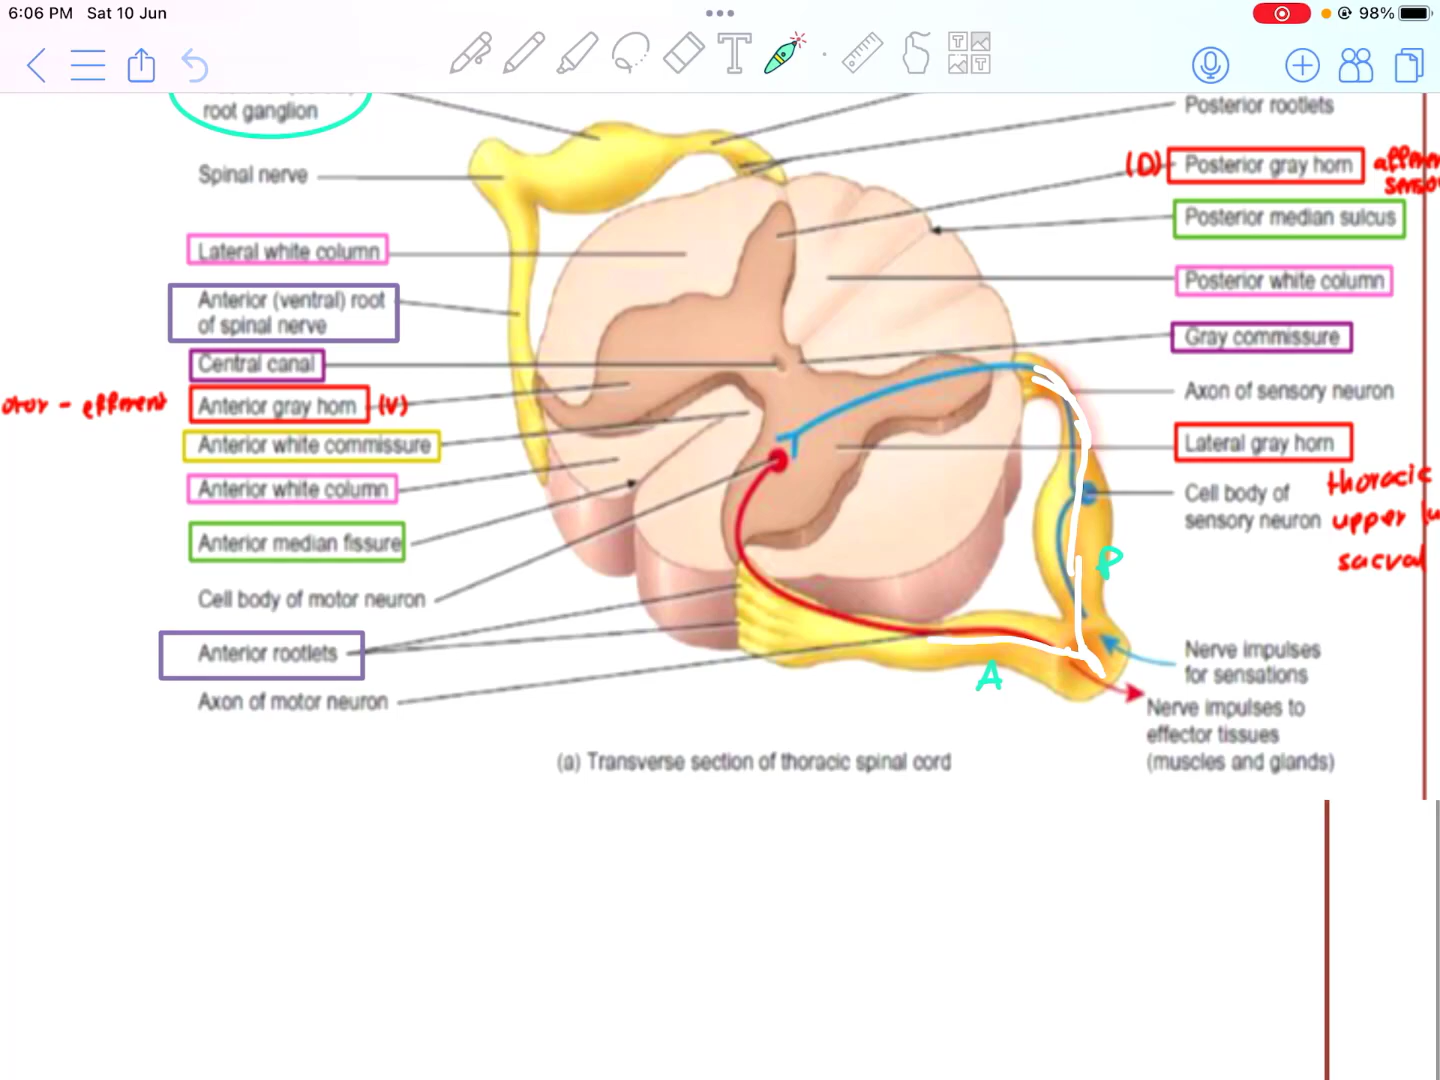 6:06 PM Sat 10 Jun
98%
root ganglion
Spinal nerve
Lateral white column
Anterior (ventral) root
of spinal nerve
Central canal
Anterior gray horn (V)
Anterior white commissure
Anterior white column
Anterior median fissure
Cell body of motor neuron
Anterior rootlets
Axon of motor neuron
Posterior rootlets
(D) Posterior gray horn
Posterior median sulcus
Posterior white column
Gray commissure
Axon of sensory neuron
Lateral gray horn
Cell body of
sensory neuron
thoracic
upper
sacral
P
A
Nerve impulses
for sensations
Nerve impulses to
effector tissues
(muscles and glands)
(a) Transverse section of thoracic spinal cord